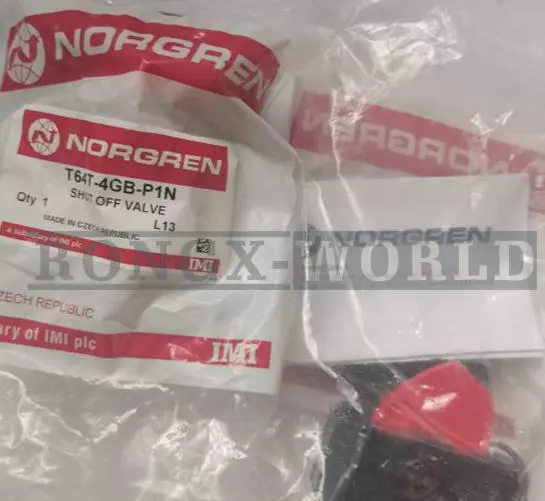 NORGREN
NORGREN
T64T-4GB-P1N
SHUT OFF VALVE
Qty 1
L13
MADE IN CZECH REPUBLIC
a subsidiary of IMI plc
IMI
NORGREN
NORGREN
RONGX-WORLD
ZECH REPUBLIC
ary of IMI plc
IMI